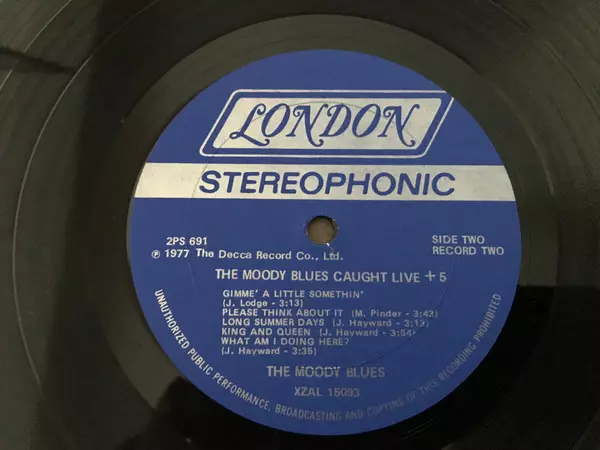 LONDON
STEREOPHONIC
2PS 691
℗ 1977 The Decca Record Co., Ltd.
SIDE TWO
RECORD TWO
THE MOODY BLUES CAUGHT LIVE + 5
GIMME' A LITTLE SOMETHIN'
(J. Lodge - 3:13)
PLEASE THINK ABOUT IT (M. Pinder - 3:43)
LONG SUMMER DAYS (J. Hayward - 3:13)
KING AND QUEEN (J. Hayward - 3:54)
WHAT AM I DOING HERE?
(J. Hayward - 3:35)
THE MOODY BLUES
XZAL 15093
UNAUTHORIZED PUBLIC PERFORMANCE, BROADCASTING AND COPYING OF THIS RECORDING PROHIBITED